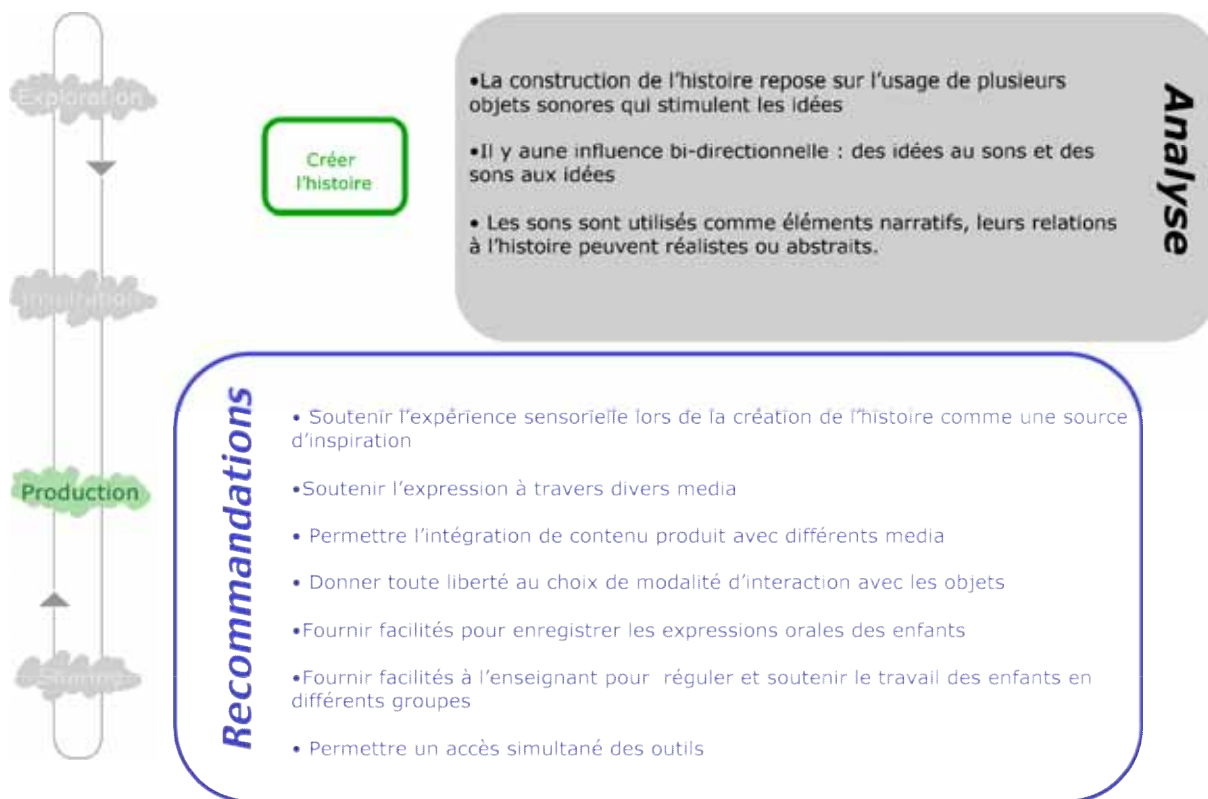 Exploration
Inspiration
Production
Sharing
Créer
l'histoire
•La construction de l'histoire repose sur l'usage de plusieurs
objets sonores qui stimulent les idées
•Il y aune influence bi-directionnelle : des idées au sons et des
sons aux idées
• Les sons sont utilisés comme éléments narratifs, leurs relations
à l'histoire peuvent réalistes ou abstraits.
Analyse
Recommandations
• Soutenir l'expérience sensorielle lors de la création de l'histoire comme une source
d'inspiration
•Soutenir l'expression à travers divers media
• Permettre l'intégration de contenu produit avec différents media
• Donner toute liberté au choix de modalité d'interaction avec les objets
•Fournir facilités pour enregistrer les expressions orales des enfants
•Fournir facilités à l'enseignant pour réguler et soutenir le travail des enfants en
différents groupes
• Permettre un accès simultané des outils